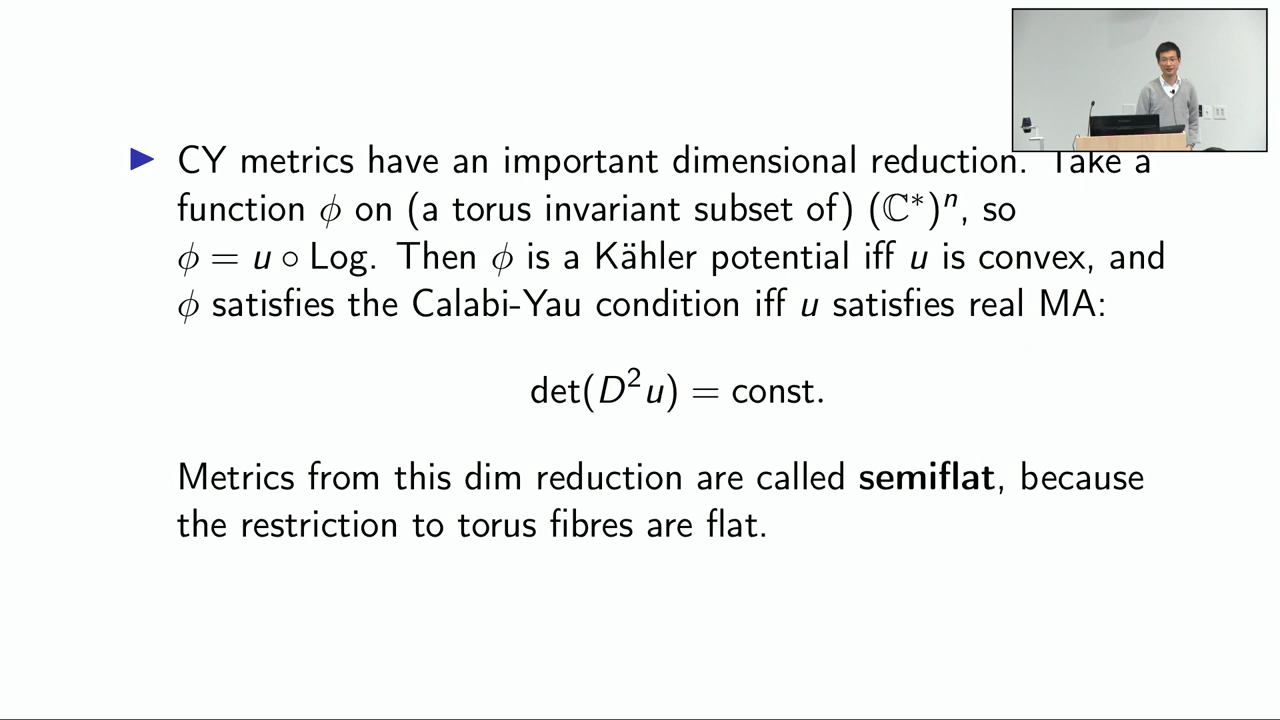 ▶ CY metrics have an important dimensional reduction. Take a
function ϕ on (a torus invariant subset of) (ℂ*)ⁿ, so
ϕ = u ∘ Log. Then ϕ is a Kähler potential iff u is convex, and
ϕ satisfies the Calabi-Yau condition iff u satisfies real MA:
det(D²u) = const.
Metrics from this dim reduction are called semiflat, because
the restriction to torus fibres are flat.